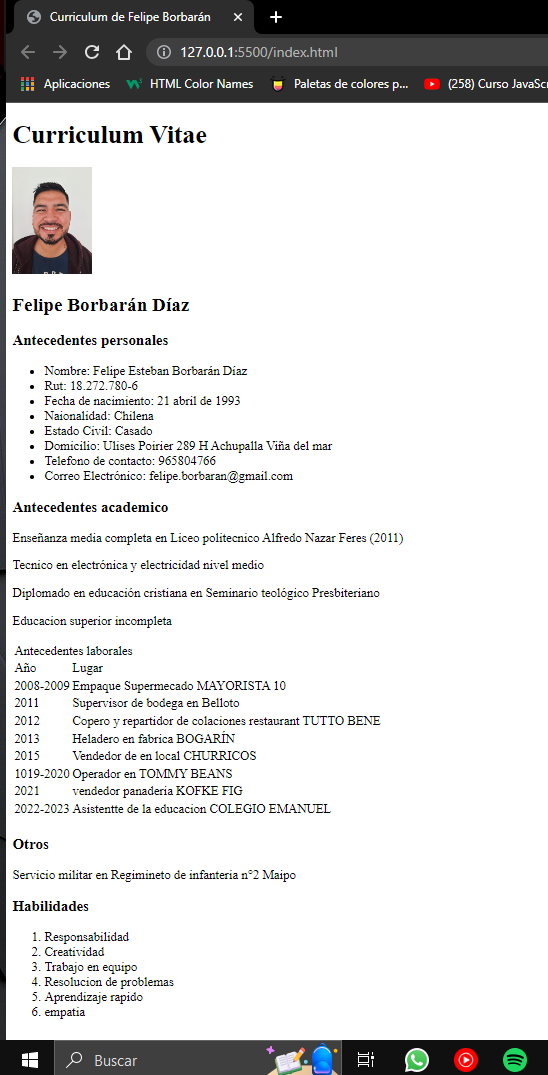 Curriculum de Felipe Borbarán
127.0.0.1:5500/index.html
Aplicaciones HTML Color Names Paletas de colores p... (258) Curso JavaScr
Curriculum Vitae
Felipe Borbarán Díaz
Antecedentes personales
• Nombre: Felipe Esteban Borbarán Díaz
• Rut: 18.272.780-6
• Fecha de nacimiento: 21 abril de 1993
• Naionalidad: Chilena
• Estado Civil: Casado
• Domicilio: Ulises Poirier 289 H Achupalla Viña del mar
• Telefono de contacto: 965804766
• Correo Electrónico: felipe.borbaran@gmail.com
Antecedentes academico
Enseñanza media completa en Liceo politecnico Alfredo Nazar Feres (2011)
Tecnico en electrónica y electricidad nivel medio
Diplomado en educación cristiana en Seminario teológico Presbiteriano
Educacion superior incompleta
Antecedentes laborales
Año Lugar
2008-2009 Empaque Supermecado MAYORISTA 10
2011 Supervisor de bodega en Belloto
2012 Copero y repartidor de colaciones restaurant TUTTO BENE
2013 Heladero en fabrica BOGARÍN
2015 Vendedor de en local CHURRICOS
1019-2020 Operador en TOMMY BEANS
2021 vendedor panaderia KOFKE FIG
2022-2023 Asistentte de la educacion COLEGIO EMANUEL
Otros
Servicio militar en Regimineto de infanteria n°2 Maipo
Habilidades
1. Responsabilidad
2. Creatividad
3. Trabajo en equipo
4. Resolucion de problemas
5. Aprendizaje rapido
6. empatia
Buscar